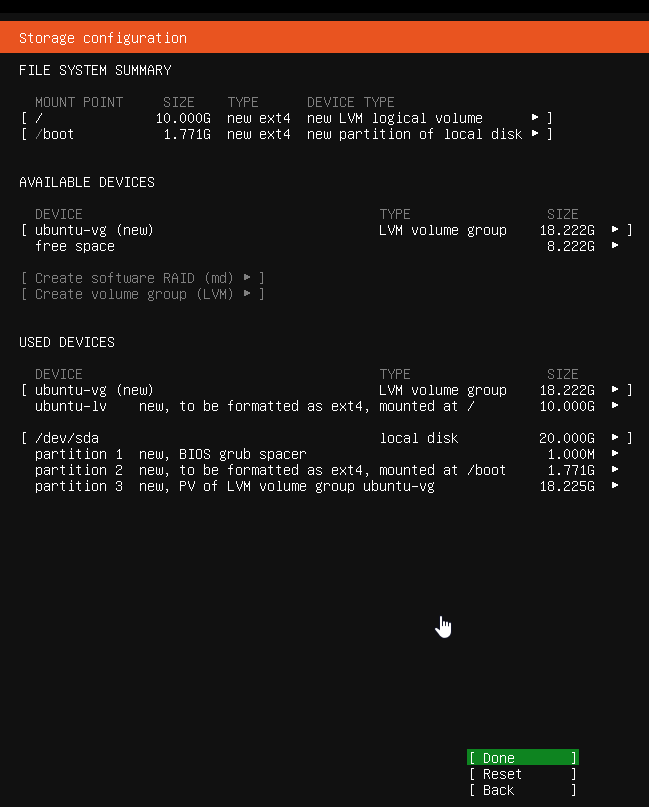 Storage configuration
FILE SYSTEM SUMMARY
MOUNT POINT SIZE TYPE DEVICE TYPE
[ / 10.000G new ext4 new LVM logical volume ▸ ]
[ /boot 1.771G new ext4 new partition of local disk ▸ ]
AVAILABLE DEVICES
DEVICE TYPE SIZE
[ ubuntu-vg (new) LVM volume group 18.222G ▸ ]
free space 8.222G ▸
[ Create software RAID (md) ▸ ]
[ Create volume group (LVM) ▸ ]
USED DEVICES
DEVICE TYPE SIZE
[ ubuntu-vg (new) LVM volume group 18.222G ▸ ]
ubuntu-lv new, to be formatted as ext4, mounted at / 10.000G ▸
[ /dev/sda local disk 20.000G ▸ ]
partition 1 new, BIOS grub spacer 1.000M ▸
partition 2 new, to be formatted as ext4, mounted at /boot 1.771G ▸
partition 3 new, PV of LVM volume group ubuntu-vg 18.225G ▸
[ Done ]
[ Reset ]
[ Back ]